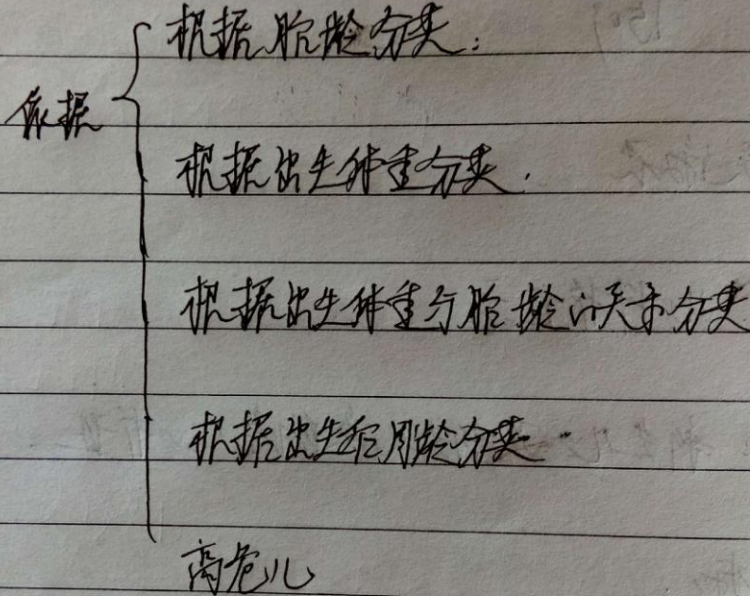 根据胎龄分类:
依据
根据出生体重分类.
根据出生体重与胎龄的关系分类
根据出生后周龄分类.
高危儿